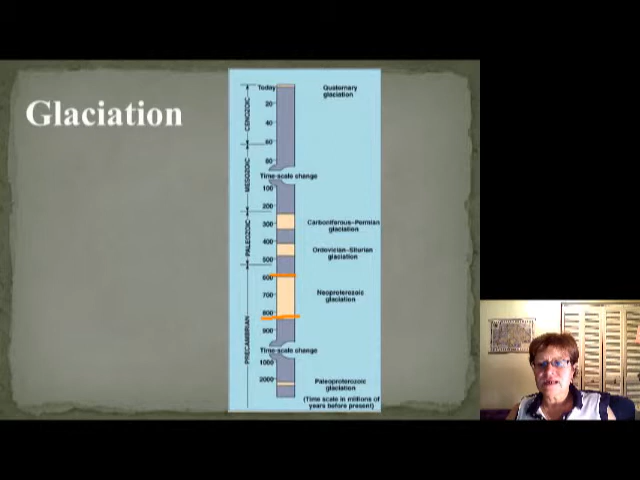 Glaciation
Today
Quaternary
glaciation
20
40
60
80
CENOZOIC
Time-scale change
100
200
MESOZOIC
300
400
500
PALEOZOIC
Carboniferous–Permian
glaciation
Ordovician–Silurian
glaciation
600
700
800
900
Neoproterozoic
glaciation
PRECAMBRIAN
Time-scale change
1000
2000
Paleoproterozoic
glaciation
(Time scale in millions of
years before present)